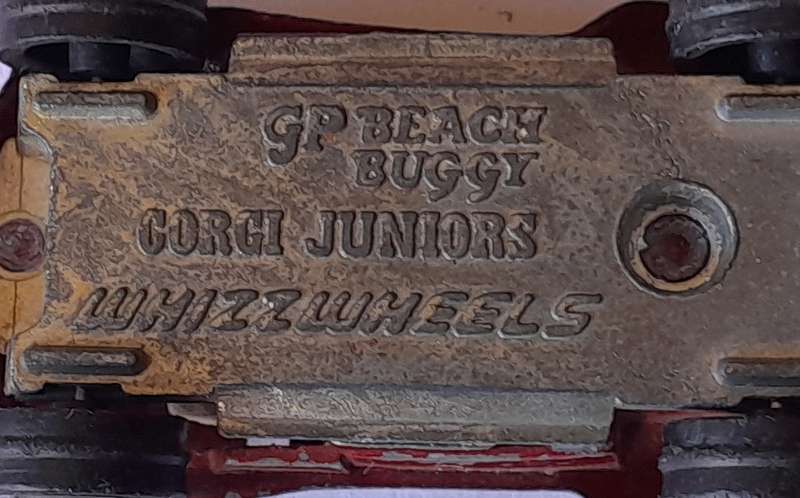 GP BEACH
BUGGY
CORGI JUNIORS
WHIZZWHEELS